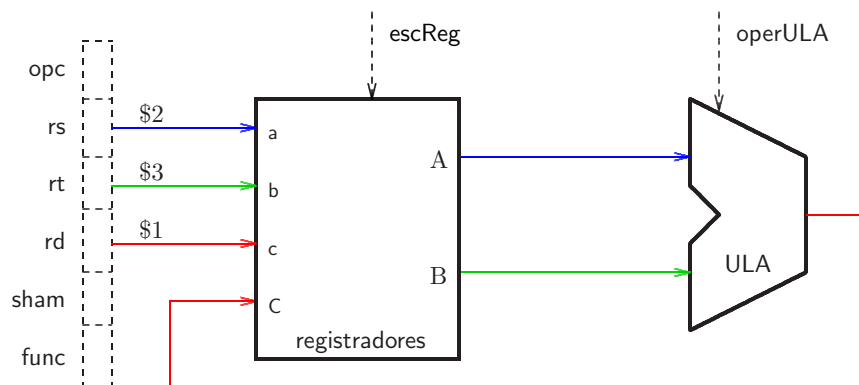 escReg
operULA
opc
rs
$2
a
A
rt
$3
b
rd
$1
c
B
ULA
sham
C
registradores
func